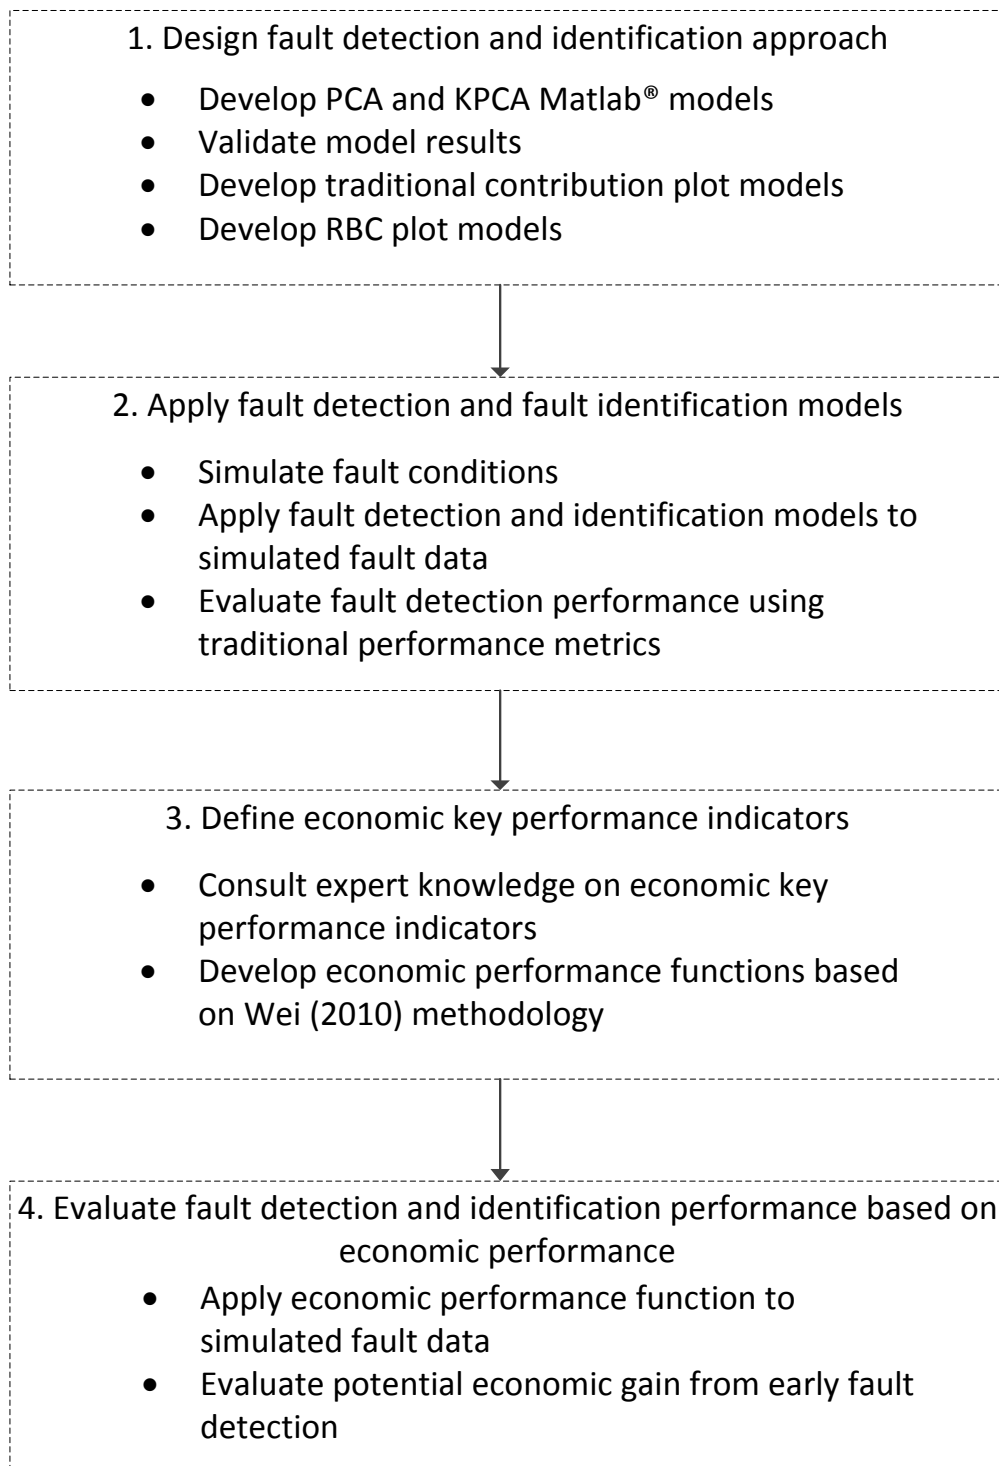 1. Design fault detection and identification approach
• Develop PCA and KPCA Matlab® models
• Validate model results
• Develop traditional contribution plot models
• Develop RBC plot models
2. Apply fault detection and fault identification models
• Simulate fault conditions
• Apply fault detection and identification models to
simulated fault data
• Evaluate fault detection performance using
traditional performance metrics
3. Define economic key performance indicators
• Consult expert knowledge on economic key
performance indicators
• Develop economic performance functions based
on Wei (2010) methodology
4. Evaluate fault detection and identification performance based on
economic performance
• Apply economic performance function to
simulated fault data
• Evaluate potential economic gain from early fault
detection